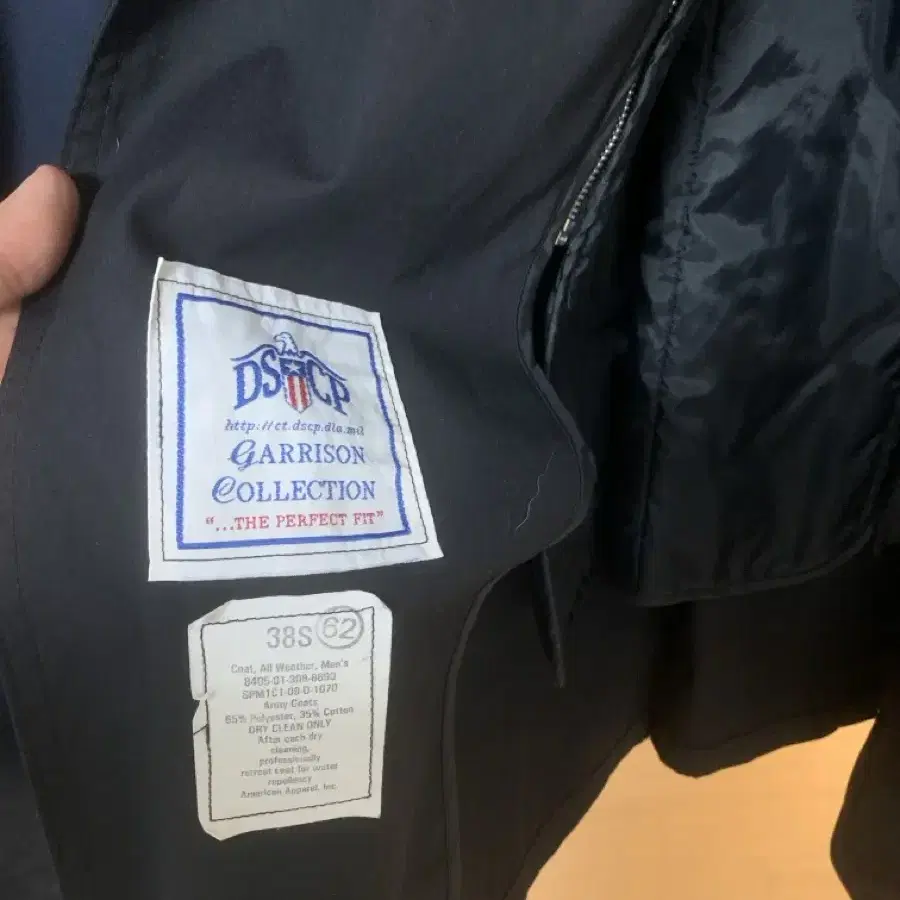 DSCP
http://ct.dscp.dla.mil
GARRISON
COLLECTION
"...THE PERFECT FIT"
38S 62
Coat, All Weather, Men's
8405-01-308-8693
SPM1C1-08-D-1070
Army Coats
65% Polyester, 35% Cotton
DRY CLEAN ONLY
After each dry
cleaning,
professionally
retreat coat for water
repellency
American Apparel, Inc.